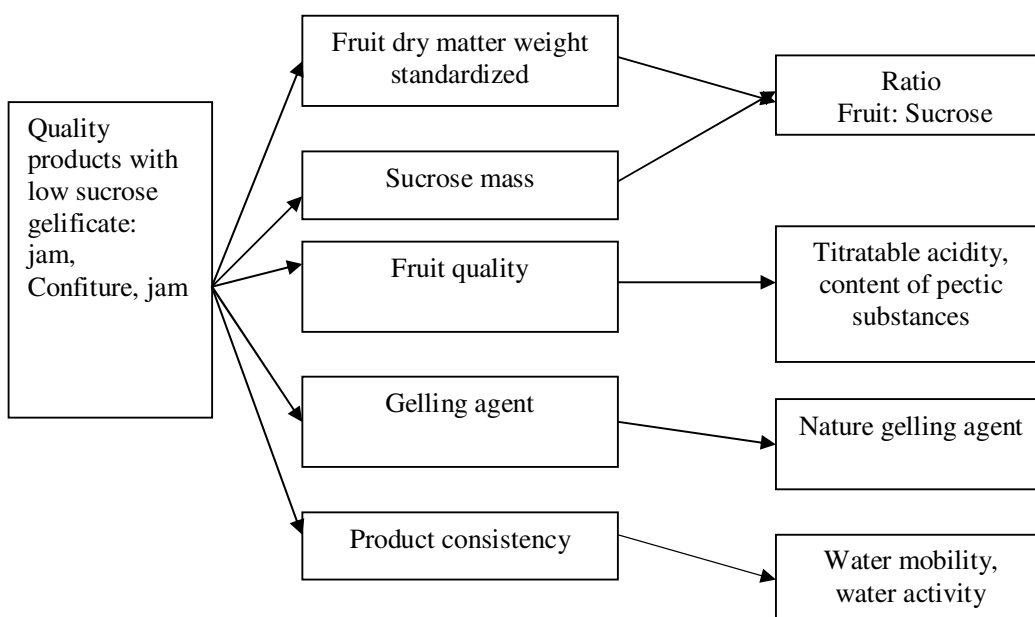 Quality
products with
low sucrose
gelificate:
jam,
Confiture, jam
Fruit dry matter weight
standardized
Sucrose mass
Fruit quality
Gelling agent
Product consistency
Ratio
Fruit: Sucrose
Titratable acidity,
content of pectic
substances
Nature gelling agent
Water mobility,
water activity